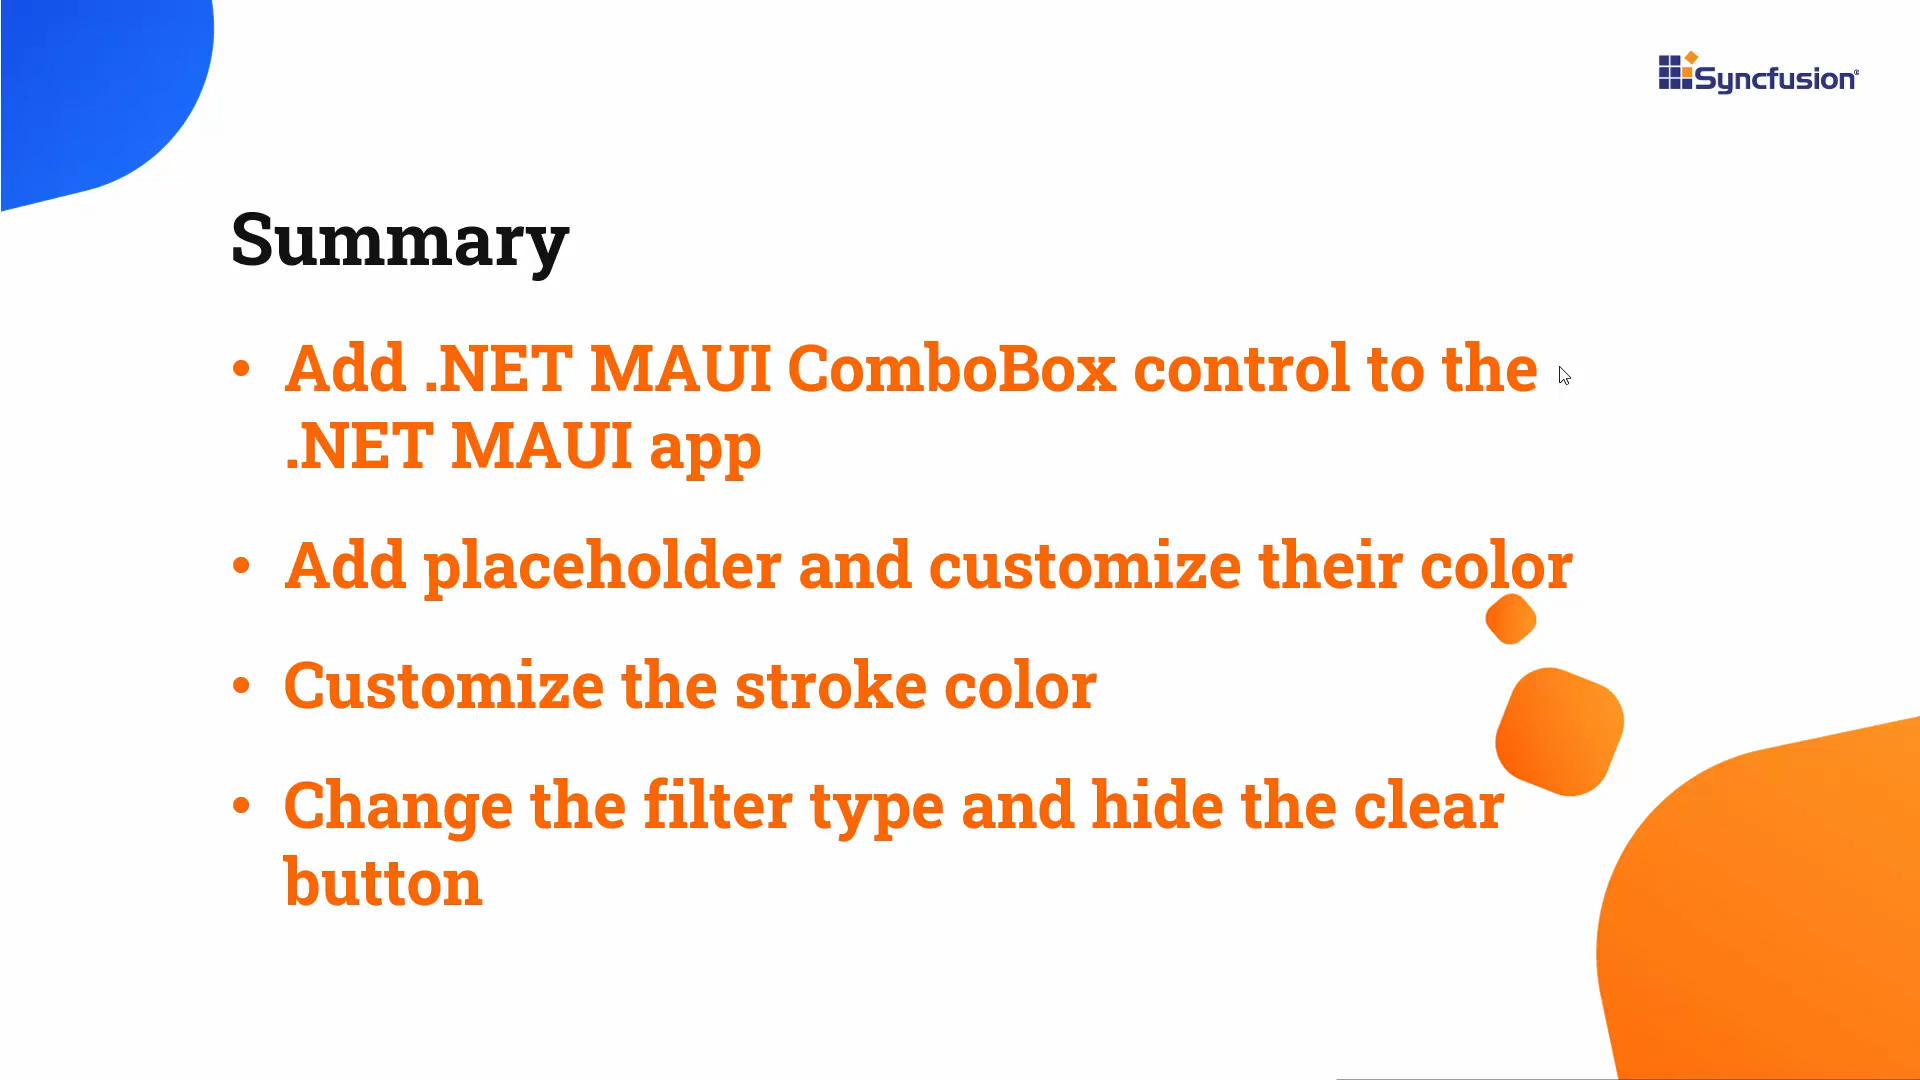 Syncfusion
Summary
• Add .NET MAUI ComboBox control to the
.NET MAUI app
• Add placeholder and customize their color
• Customize the stroke color
• Change the filter type and hide the clear
button